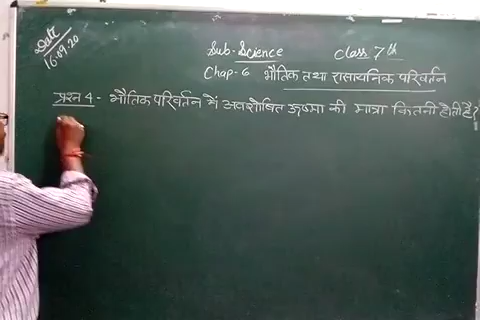 Date
16.09.20
Sub. Science Class 7th
Chap-6 भौतिक तथा रासायनिक परिवर्तन
प्रश्न 4- भौतिक परिवर्तन में अवशोषित ऊष्मा की मात्रा कितनी होती है?